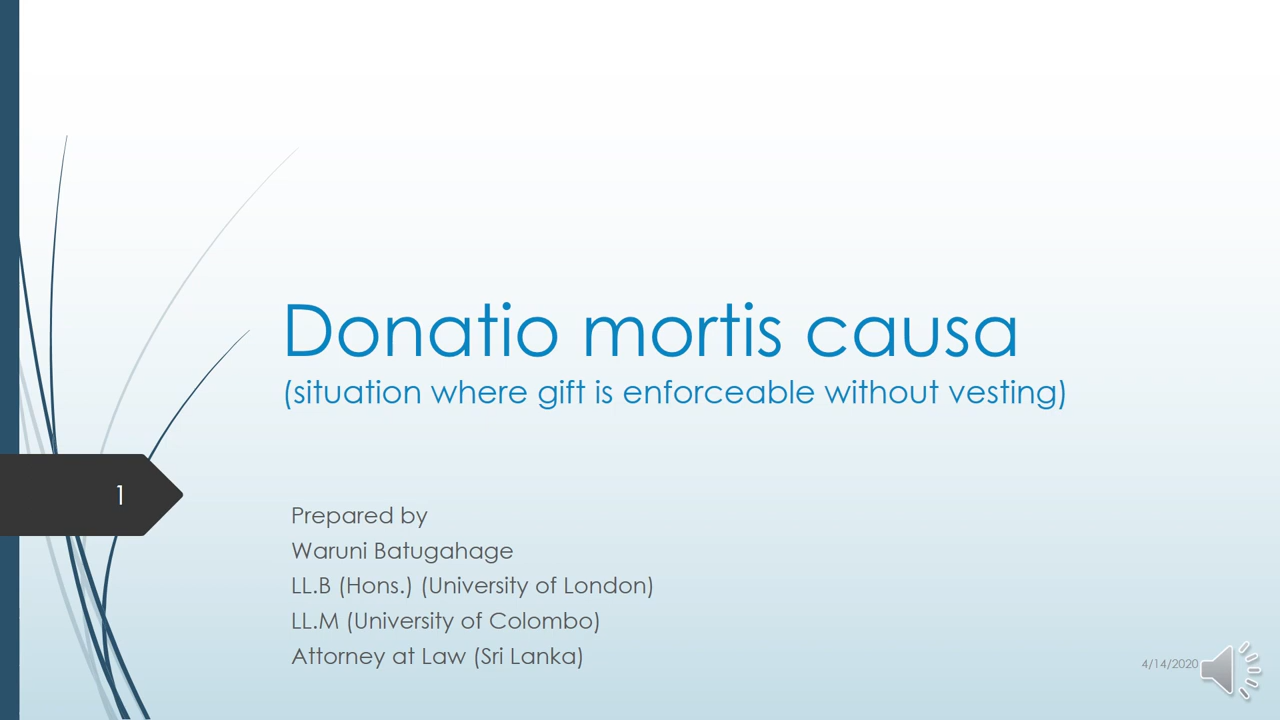 Donatio mortis causa
(situation where gift is enforceable without vesting)
1
Prepared by
Waruni Batugahage
LL.B (Hons.) (University of London)
LL.M (University of Colombo)
Attorney at Law (Sri Lanka)
4/14/2020